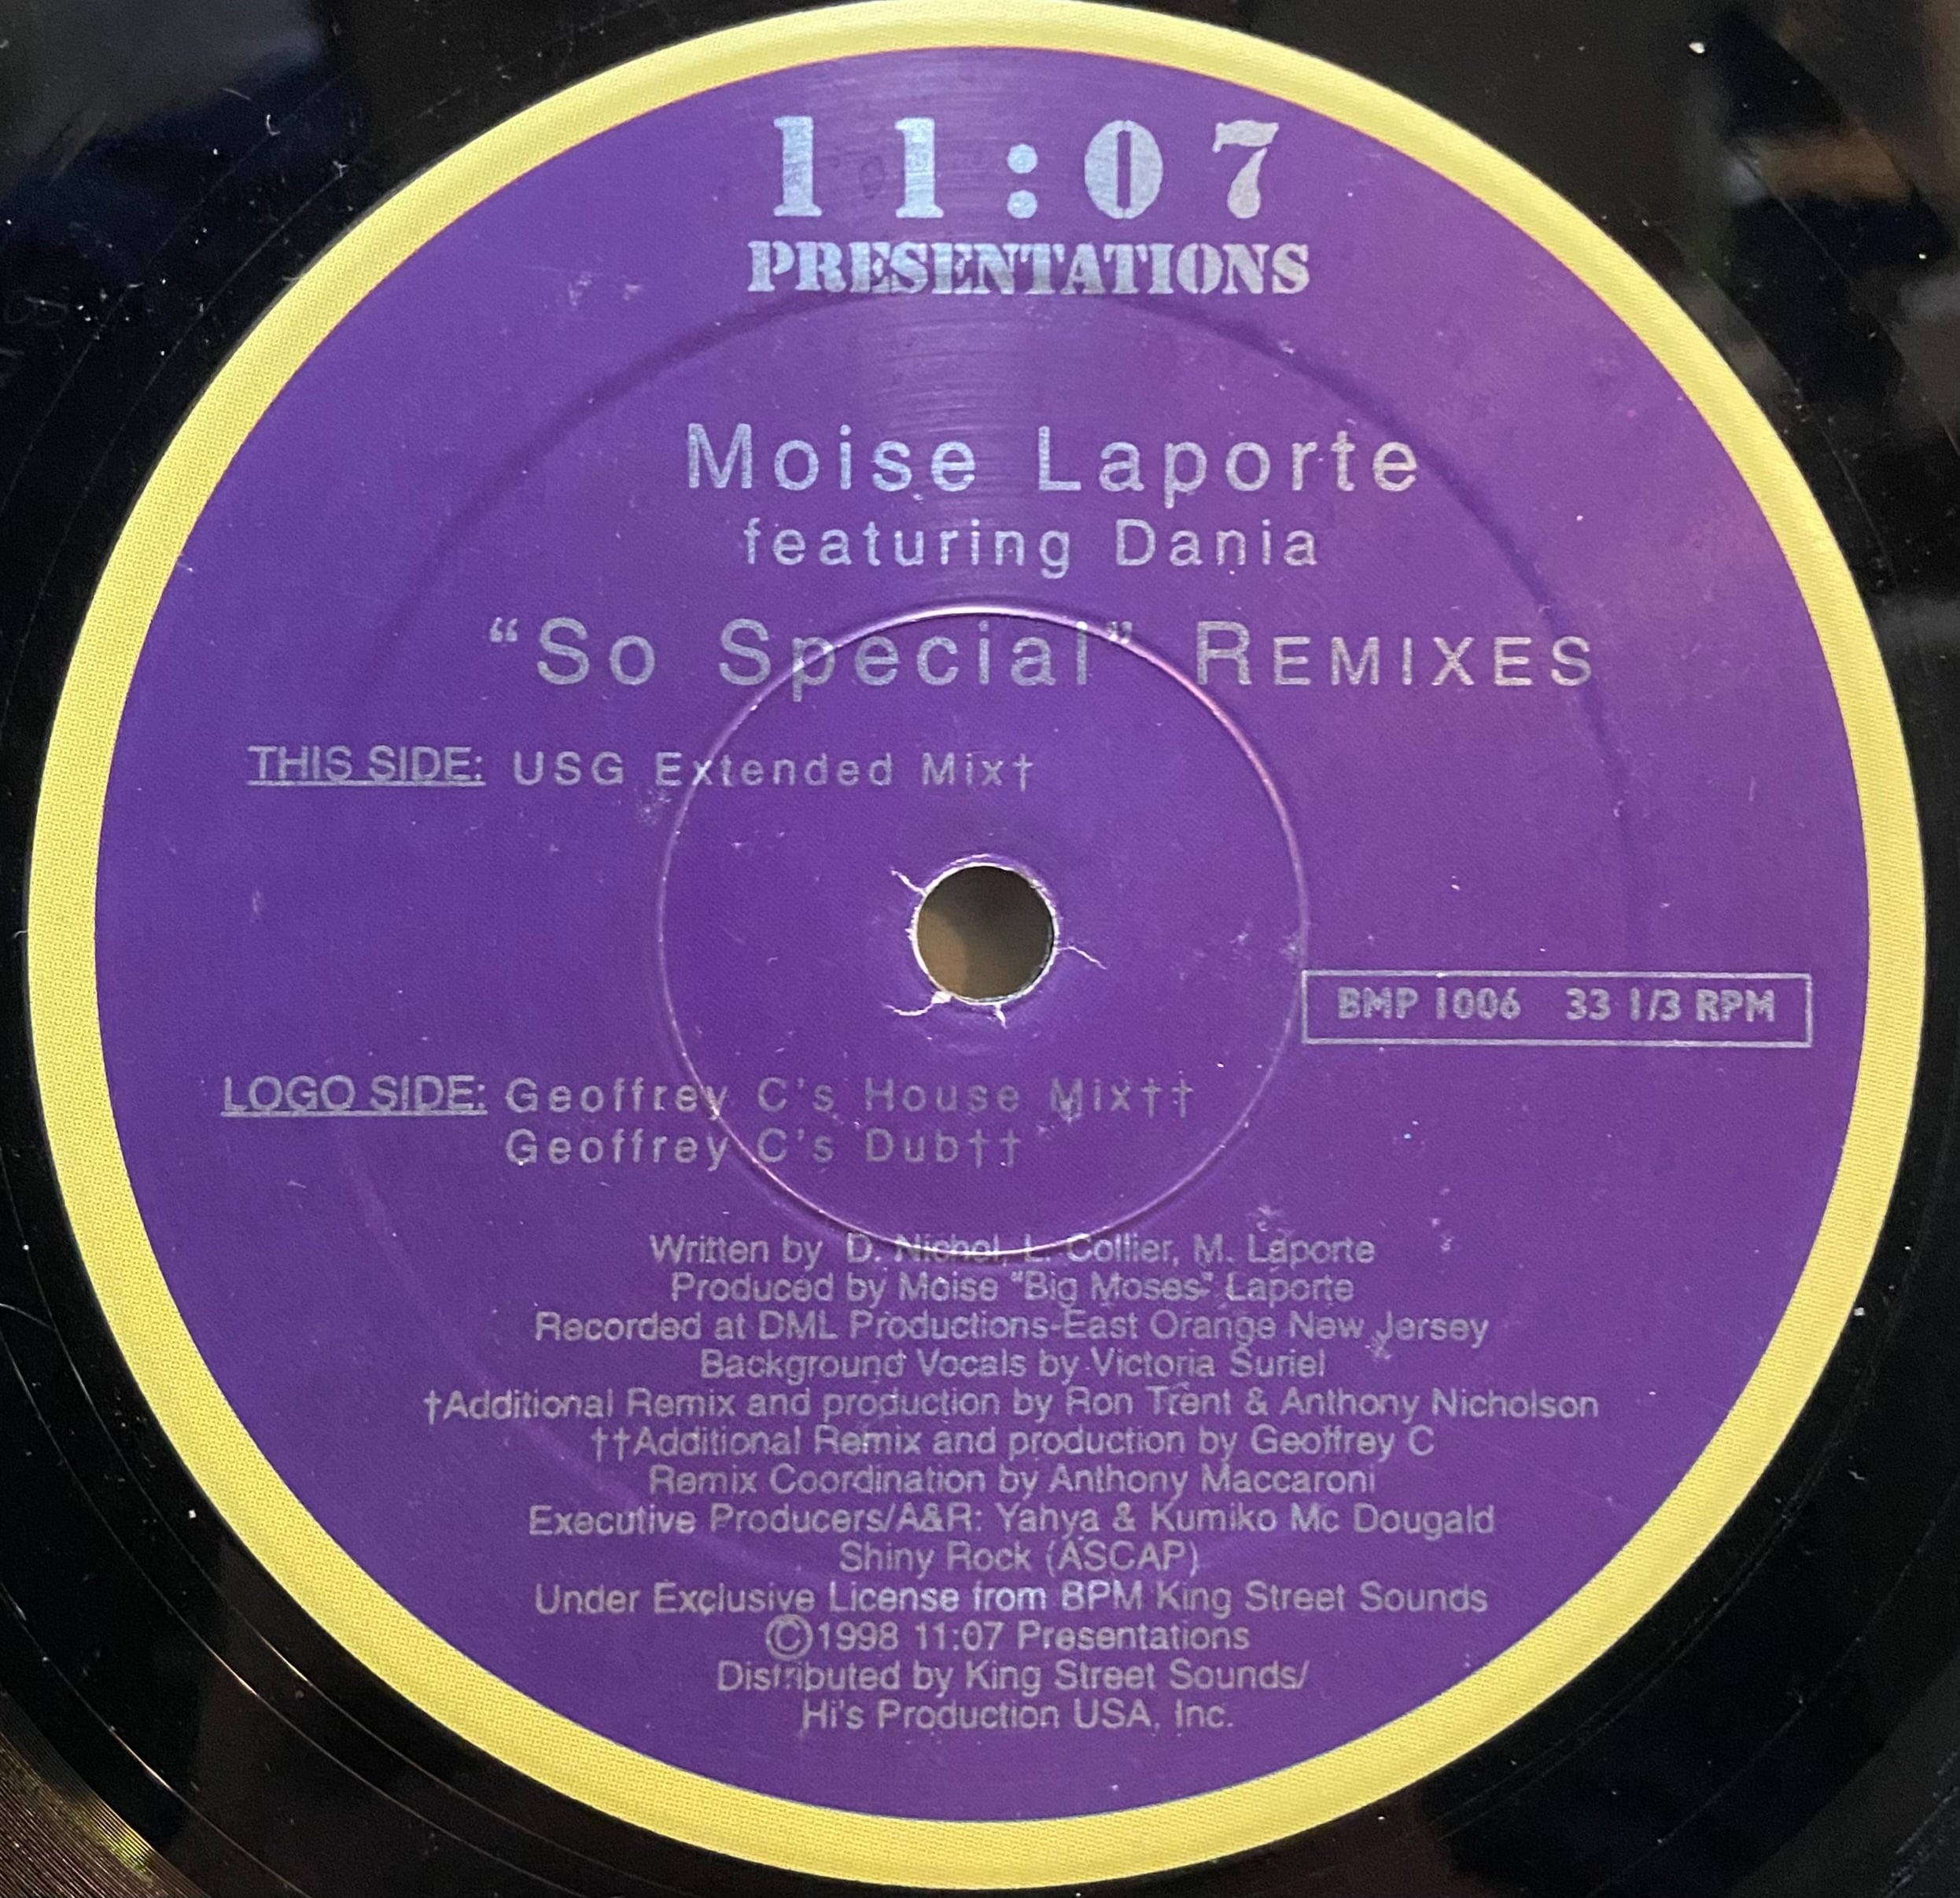 11:07
PRESENTATIONS
Moise Laporte
featuring Dania
“So Special” REMIXES
THIS SIDE: USG Extended Mix†
BMP 1006 33 1/3 RPM
LOGO SIDE: Geoffrey C's House Mix††
Geoffrey C's Dub††
Written by D. Nichol, L. Collier, M. Laporte
Produced by Moise "Big Moses" Laporte
Recorded at DML Productions-East Orange New Jersey
Background Vocals by Victoria Suriel
†Additional Remix and production by Ron Trent & Anthony Nicholson
††Additional Remix and production by Geoffrey C
Remix Coordination by Anthony Maccaroni
Executive Producers/A&R: Yahya & Kumiko Mc Dougald
Shiny Rock (ASCAP)
Under Exclusive License from BPM King Street Sounds
©1998 11:07 Presentations
Distributed by King Street Sounds/
Hi's Production USA, Inc.